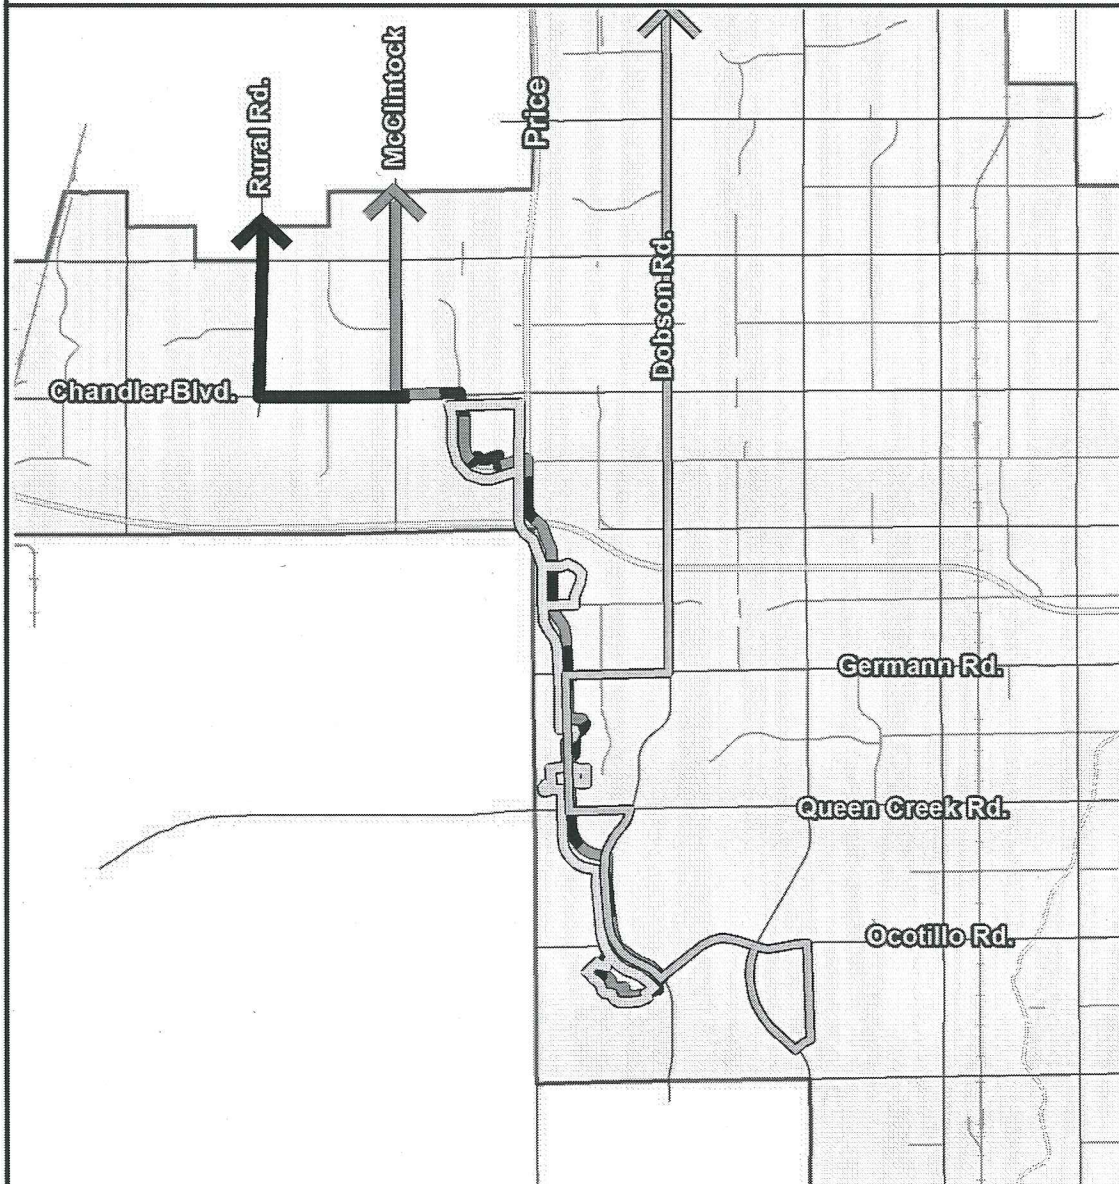 Rural Rd.
McClintock
Price
Dobson Rd.
Chandler Blvd.
Germann Rd.
Queen Creek Rd.
Ocotillo Rd.